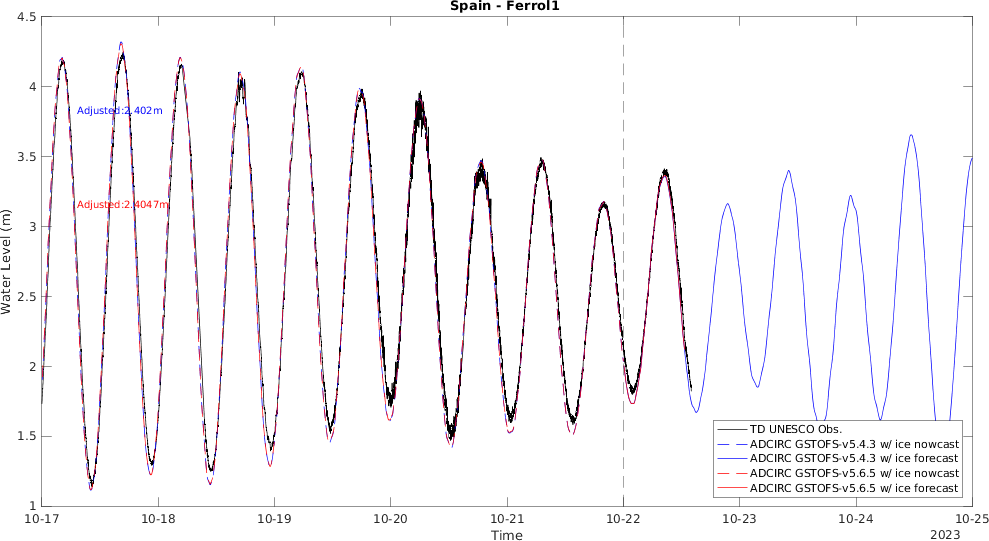 Spain - Ferrol1
4.5
4
3.5
3
2.5
2
1.5
1
Water Level (m)
Adjusted:2.402m
Adjusted:2.4047m
TD UNESCO Obs.
ADCIRC GSTOFS-v5.4.3 w/ ice nowcast
ADCIRC GSTOFS-v5.4.3 w/ ice forecast
ADCIRC GSTOFS-v5.6.5 w/ ice nowcast
ADCIRC GSTOFS-v5.6.5 w/ ice forecast
10-17 10-18 10-19 10-20 10-21 10-22 10-23 10-24 10-25
Time
2023